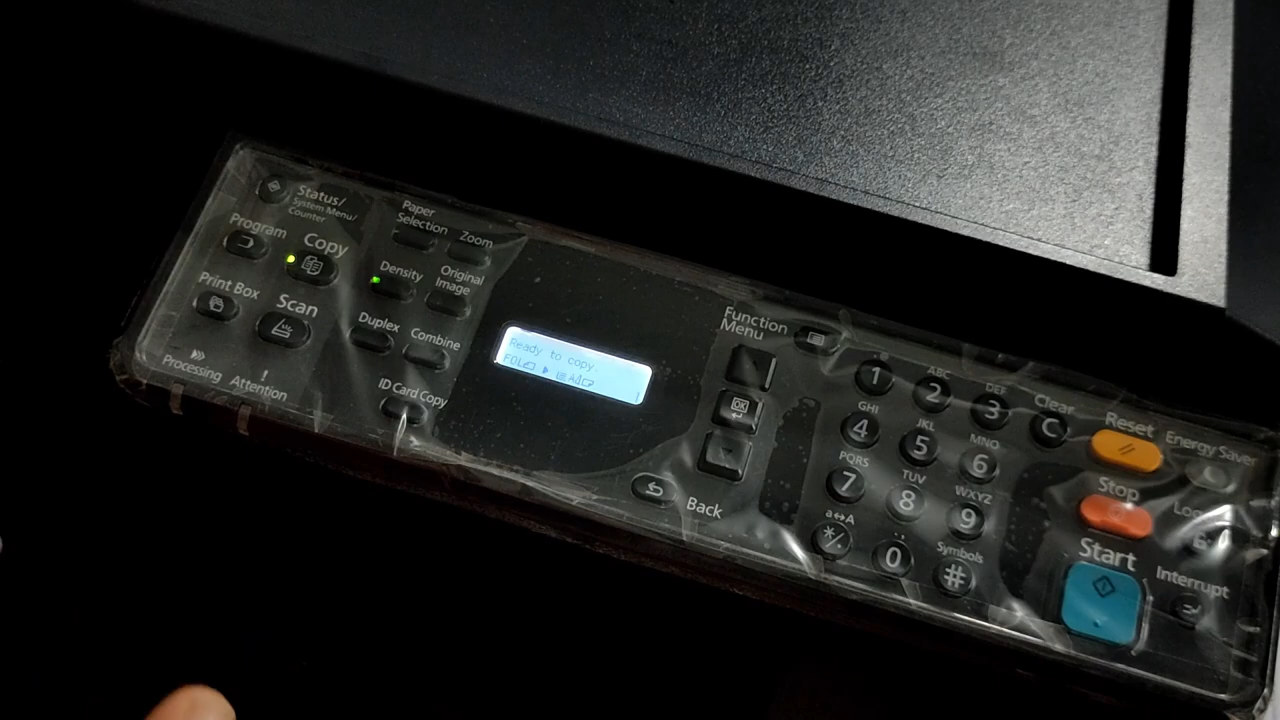 Status/
System Menu/
Counter
Program
Copy
Print Box
Scan
Processing
Attention
Paper
Selection
Zoom
Density
Original
Image
Duplex
Combine
ID Card Copy
Ready to copy.
Function
Menu
OK
Back
1
ABC
2
DEF
3
Clear
C
GHI
4
JKL
5
MNO
6
PQRS
7
TUV
8
WXYZ
9
a↔A
*/.
0
Symbols
#
Reset
Energy Saver
Stop
Start
Interrupt